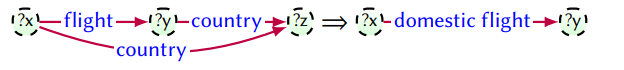 ?x flight ?y country ?z ⇒ ?x domestic flight ?y
country